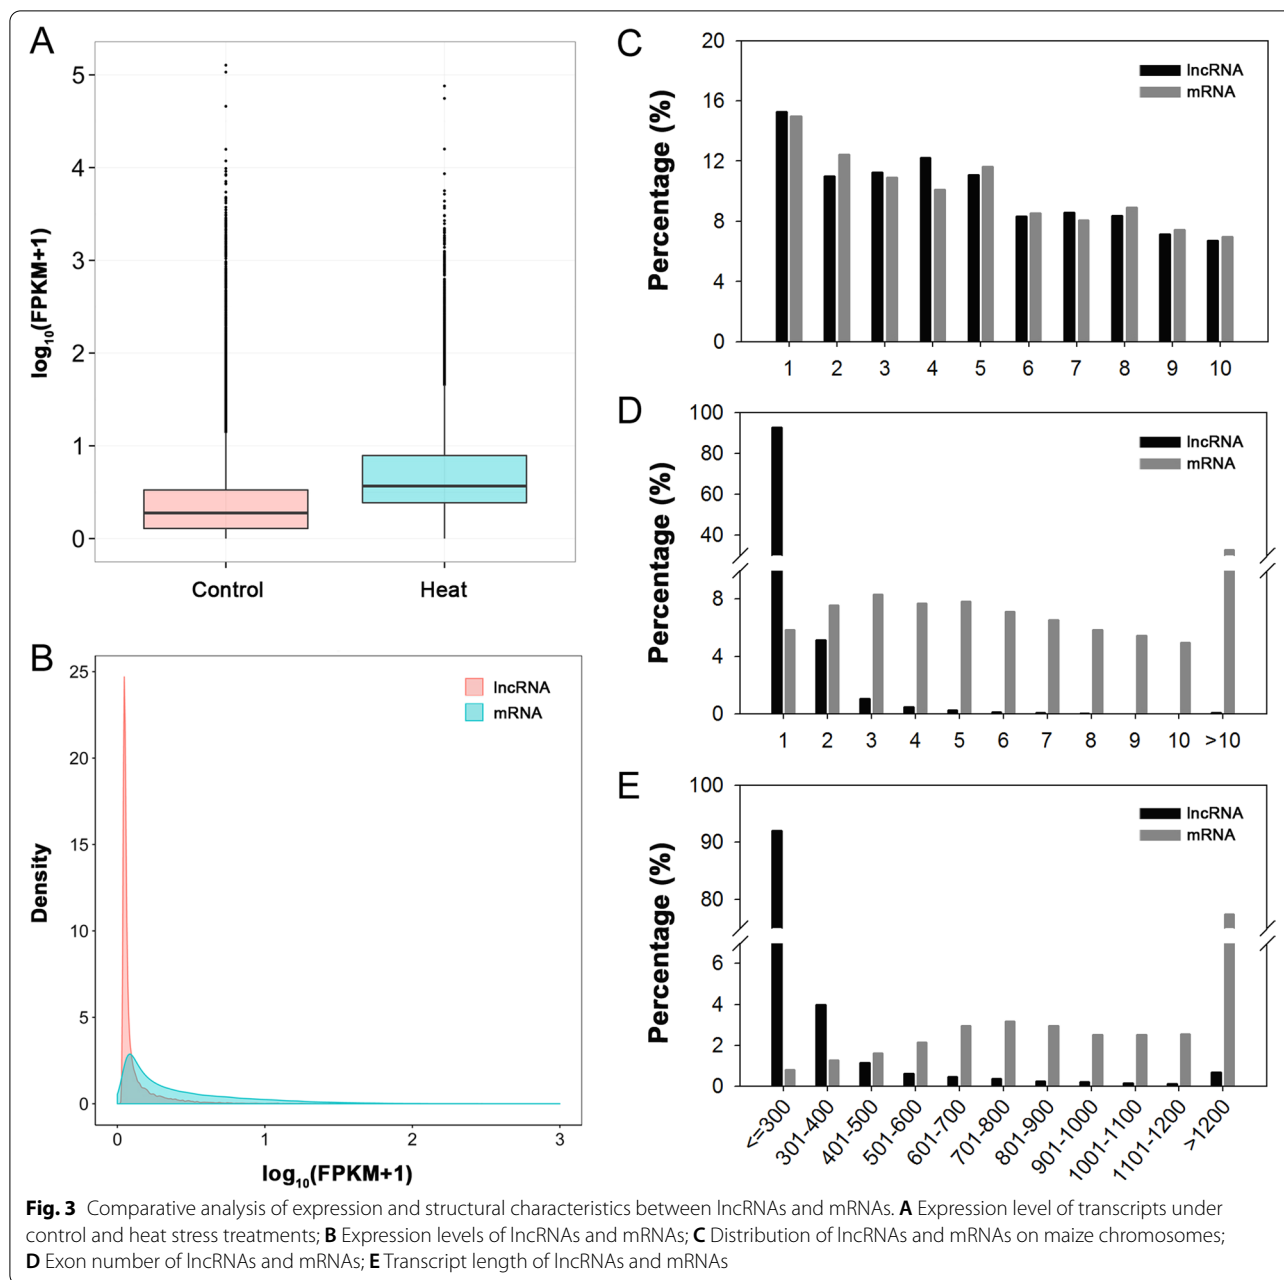 A
5
4
3
2
1
0
log10(FPKM+1)
Control
Heat
B
25
20
15
10
5
0
Density
lncRNA
mRNA
0
1
2
3
log10(FPKM+1)
C
20
16
12
8
4
0
Percentage (%)
lncRNA
mRNA
1 2 3 4 5 6 7 8 9 10
D
100
80
60
40
8
4
0
Percentage (%)
lncRNA
mRNA
1 2 3 4 5 6 7 8 9 10 >10
E
100
90
80
6
4
2
0
Percentage (%)
lncRNA
mRNA
<=300
301-400
401-500
501-600
601-700
701-800
801-900
901-1000
1001-1100
1101-1200
>1200
Fig. 3 Comparative analysis of expression and structural characteristics between lncRNAs and mRNAs. A Expression level of transcripts under
control and heat stress treatments; B Expression levels of lncRNAs and mRNAs; C Distribution of lncRNAs and mRNAs on maize chromosomes;
D Exon number of lncRNAs and mRNAs; E Transcript length of lncRNAs and mRNAs